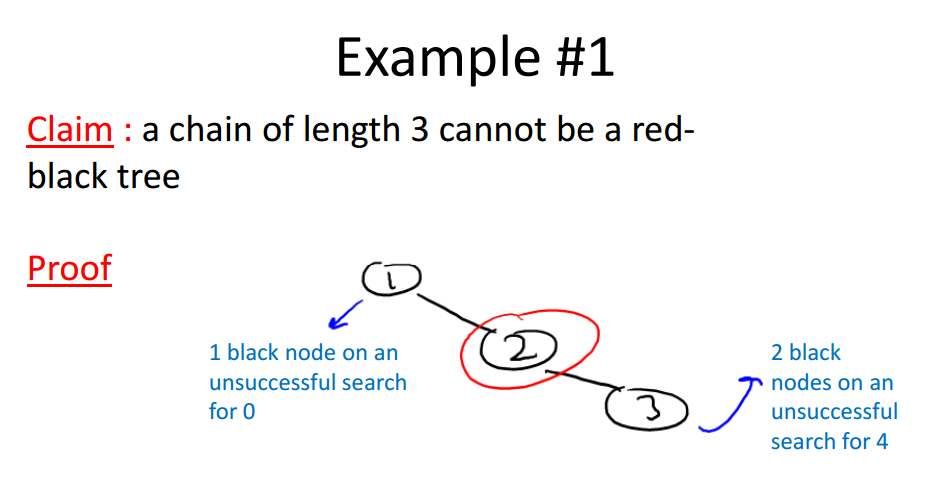 Example #1
Claim : a chain of length 3 cannot be a red-
black tree
Proof
1
2
3
1 black node on an
unsuccessful search
for 0
2 black
nodes on an
unsuccessful
search for 4